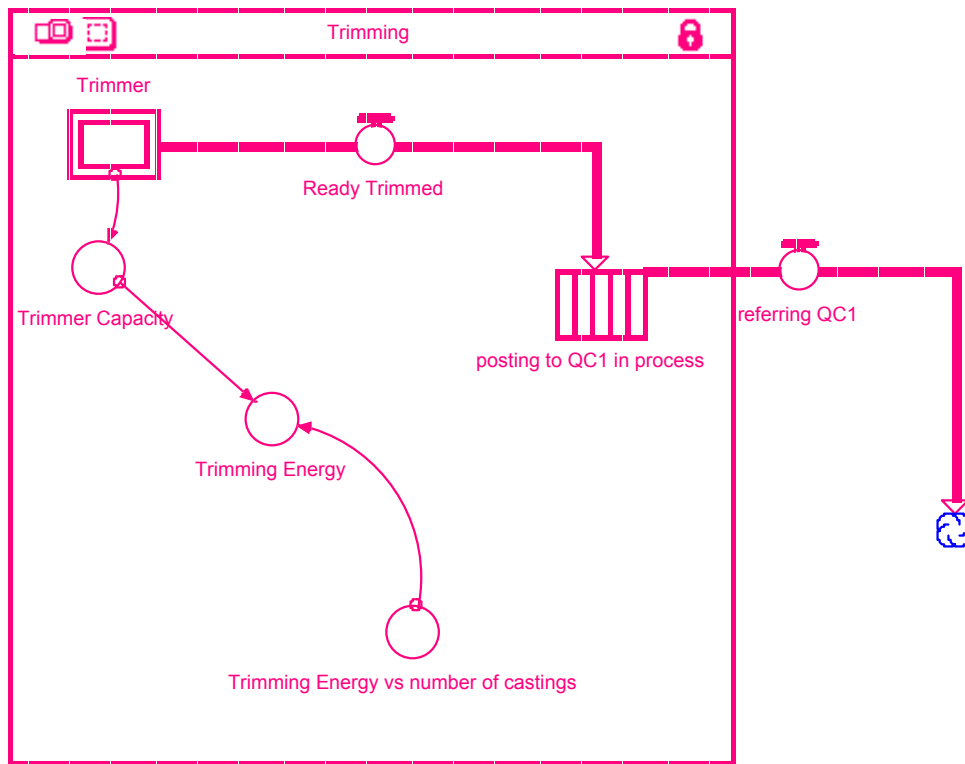 Trimming
Trimmer
Ready Trimmed
Trimmer Capacity
referring QC1
posting to QC1 in process
Trimming Energy
Trimming Energy vs number of castings